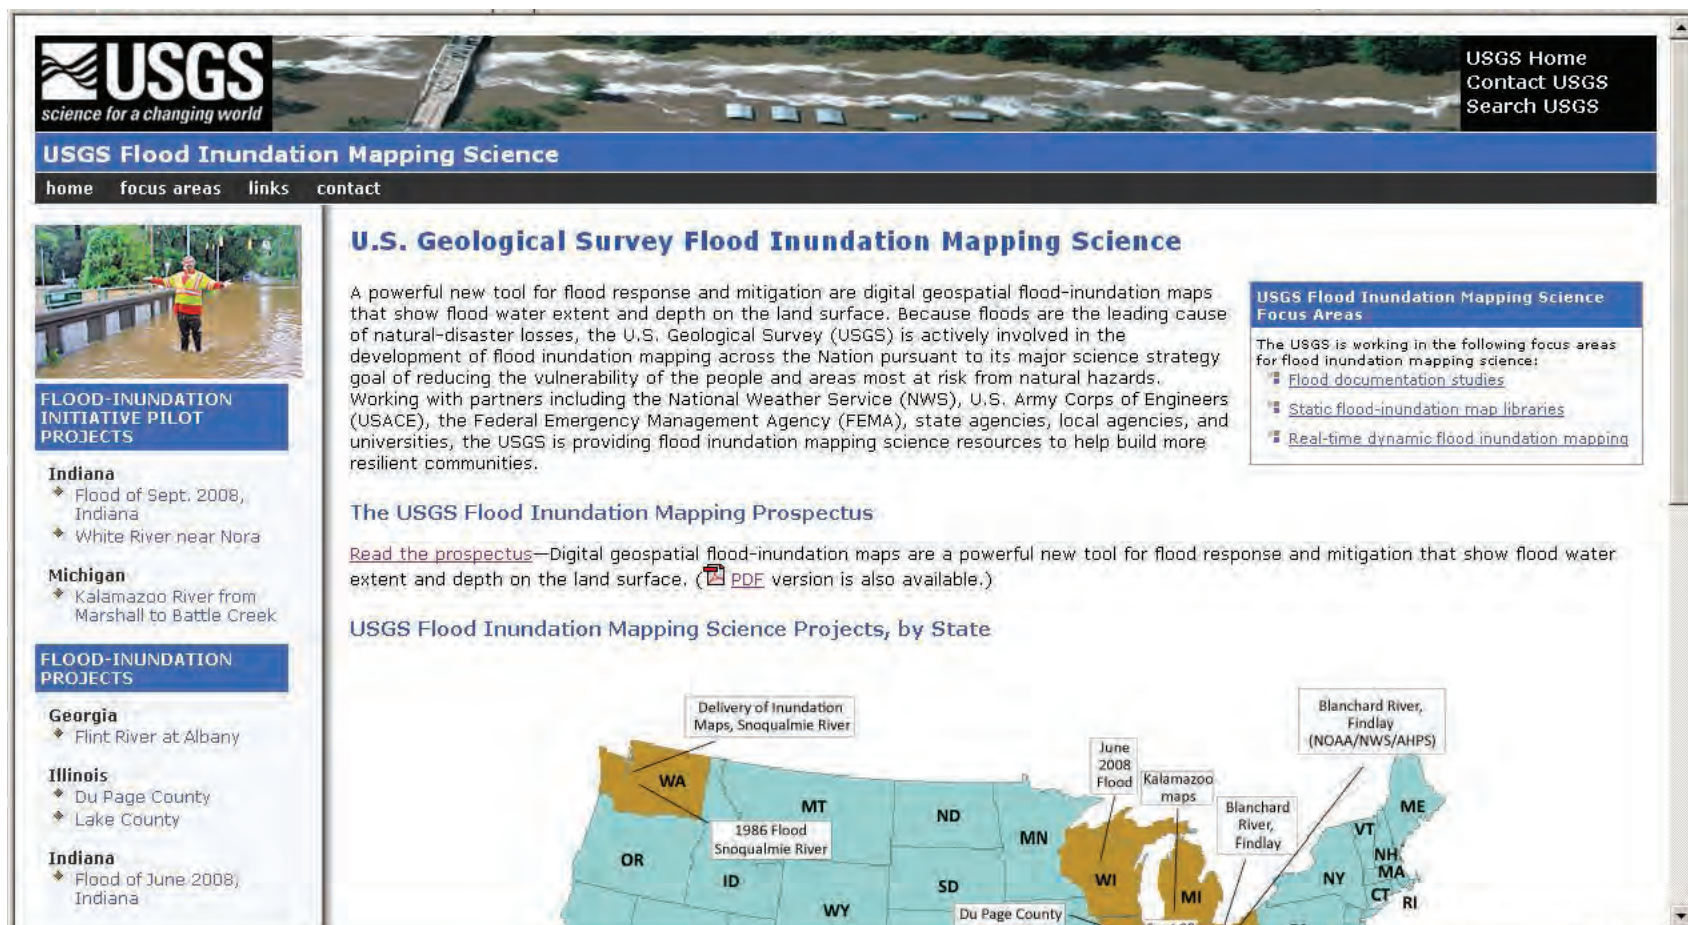 USGS
science for a changing world
USGS Home
Contact USGS
Search USGS
USGS Flood Inundation Mapping Science
home focus areas links contact
FLOOD-INUNDATION
INITIATIVE PILOT
PROJECTS
Indiana
Flood of Sept. 2008,
Indiana
White River near Nora
Michigan
Kalamazoo River from
Marshall to Battle Creek
FLOOD-INUNDATION
PROJECTS
Georgia
Flint River at Albany
Illinois
Du Page County
Lake County
Indiana
Flood of June 2008,
Indiana
U.S. Geological Survey Flood Inundation Mapping Science
A powerful new tool for flood response and mitigation are digital geospatial flood-inundation maps
that show flood water extent and depth on the land surface. Because floods are the leading cause
of natural-disaster losses, the U.S. Geological Survey (USGS) is actively involved in the
development of flood inundation mapping across the Nation pursuant to its major science strategy
goal of reducing the vulnerability of the people and areas most at risk from natural hazards.
Working with partners including the National Weather Service (NWS), U.S. Army Corps of Engineers
(USACE), the Federal Emergency Management Agency (FEMA), state agencies, local agencies, and
universities, the USGS is providing flood inundation mapping science resources to help build more
resilient communities.
USGS Flood Inundation Mapping Science
Focus Areas
The USGS is working in the following focus areas
for flood inundation mapping science:
Flood documentation studies
Static flood-inundation map libraries
Real-time dynamic flood inundation mapping
The USGS Flood Inundation Mapping Prospectus
Read the prospectus—Digital geospatial flood-inundation maps are a powerful new tool for flood response and mitigation that show flood water
extent and depth on the land surface. (PDF version is also available.)
USGS Flood Inundation Mapping Science Projects, by State
Delivery of Inundation
Maps, Snoqualmie River
Blanchard River,
Findlay
(NOAA/NWS/AHPS)
June
2008
Flood
Kalamazoo
maps
Blanchard
River,
Findlay
1986 Flood
Snoqualmie River
Du Page County
WA
MT
ND
MN
ME
VT
NH
MA
OR
ID
SD
WI
MI
NY
CT
RI
WY